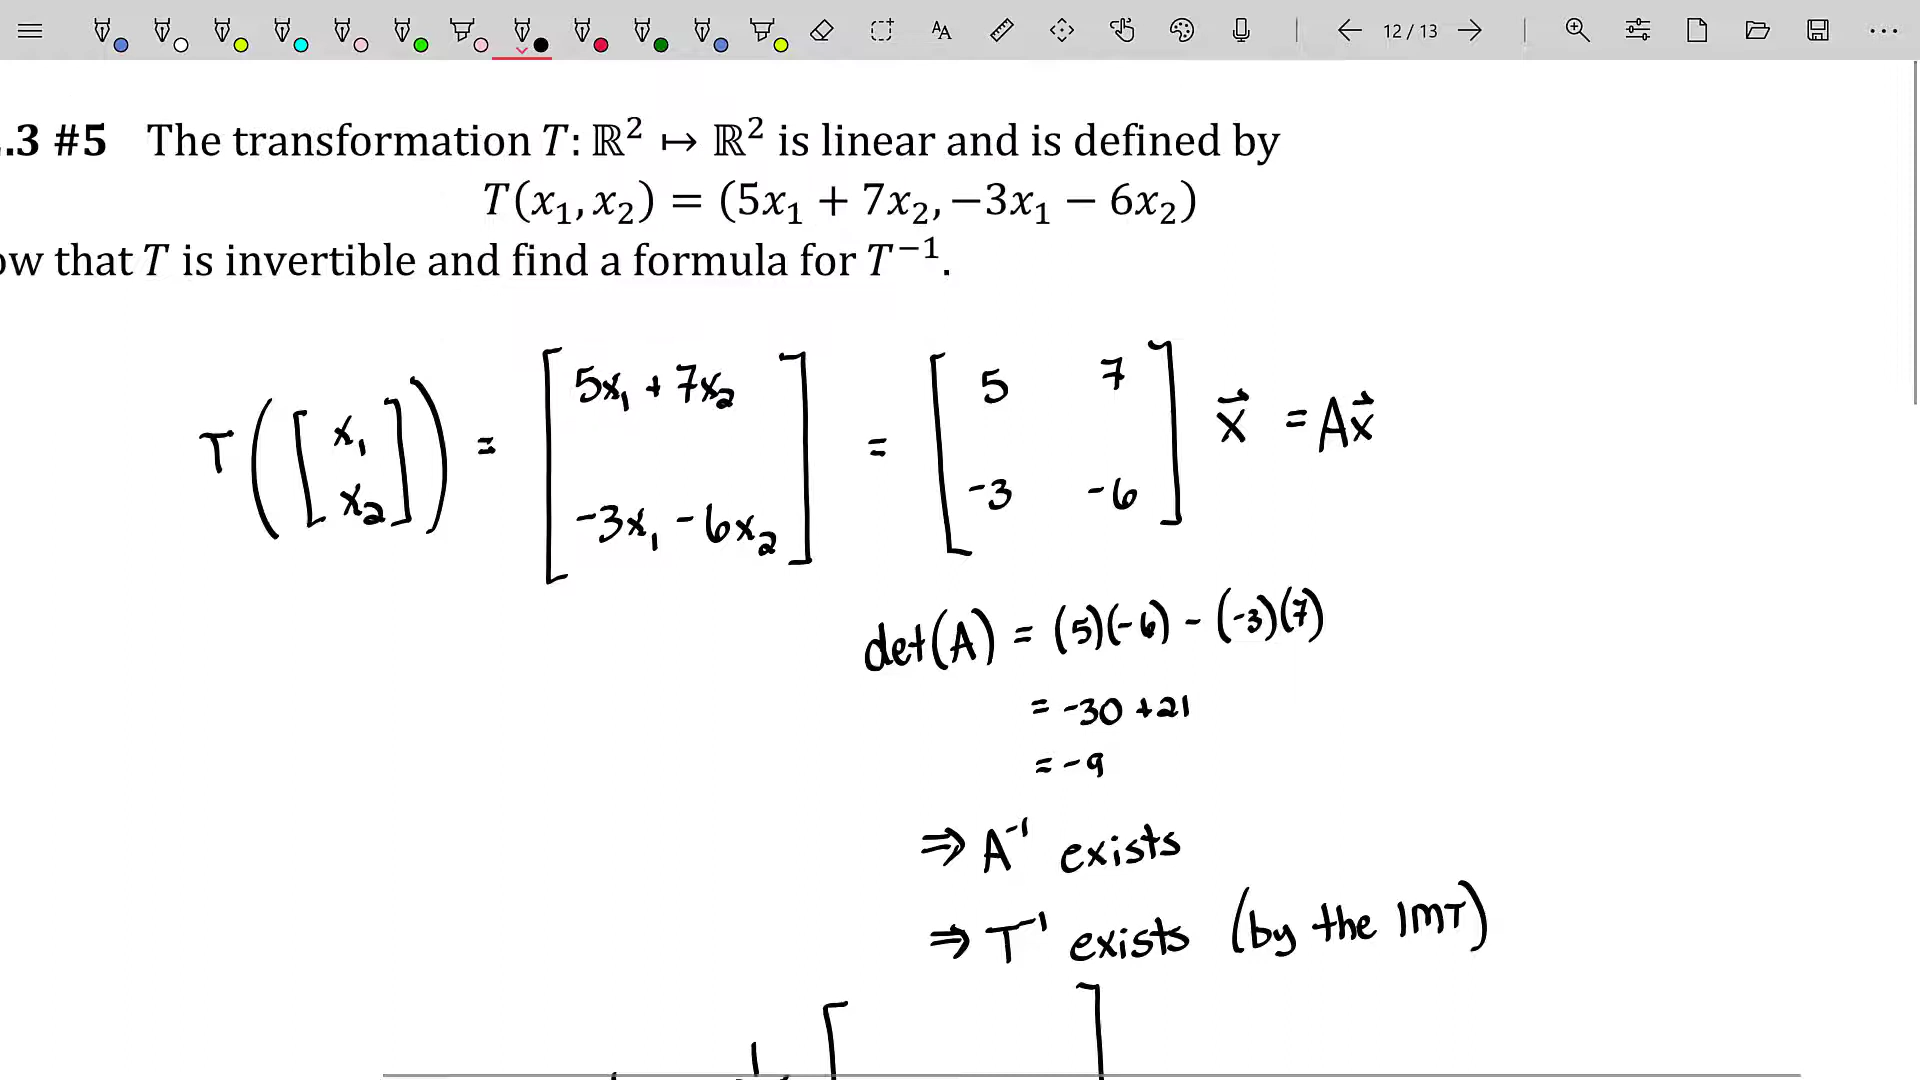 12 / 13
.3 #5 The transformation T: ℝ² ↦ ℝ² is linear and is defined by
T(x₁, x₂) = (5x₁ + 7x₂, −3x₁ − 6x₂)
ow that T is invertible and find a formula for T⁻¹.
T([x₁ x₂]) = [5x₁ + 7x₂ -3x₁ - 6x₂] = [5 7 -3 -6] x⃗ = Ax⃗
det(A) = (5)(-6) - (-3)(7)
= -30 + 21
= -9
⇒ A⁻¹ exists
⇒ T⁻¹ exists (by the IMT)